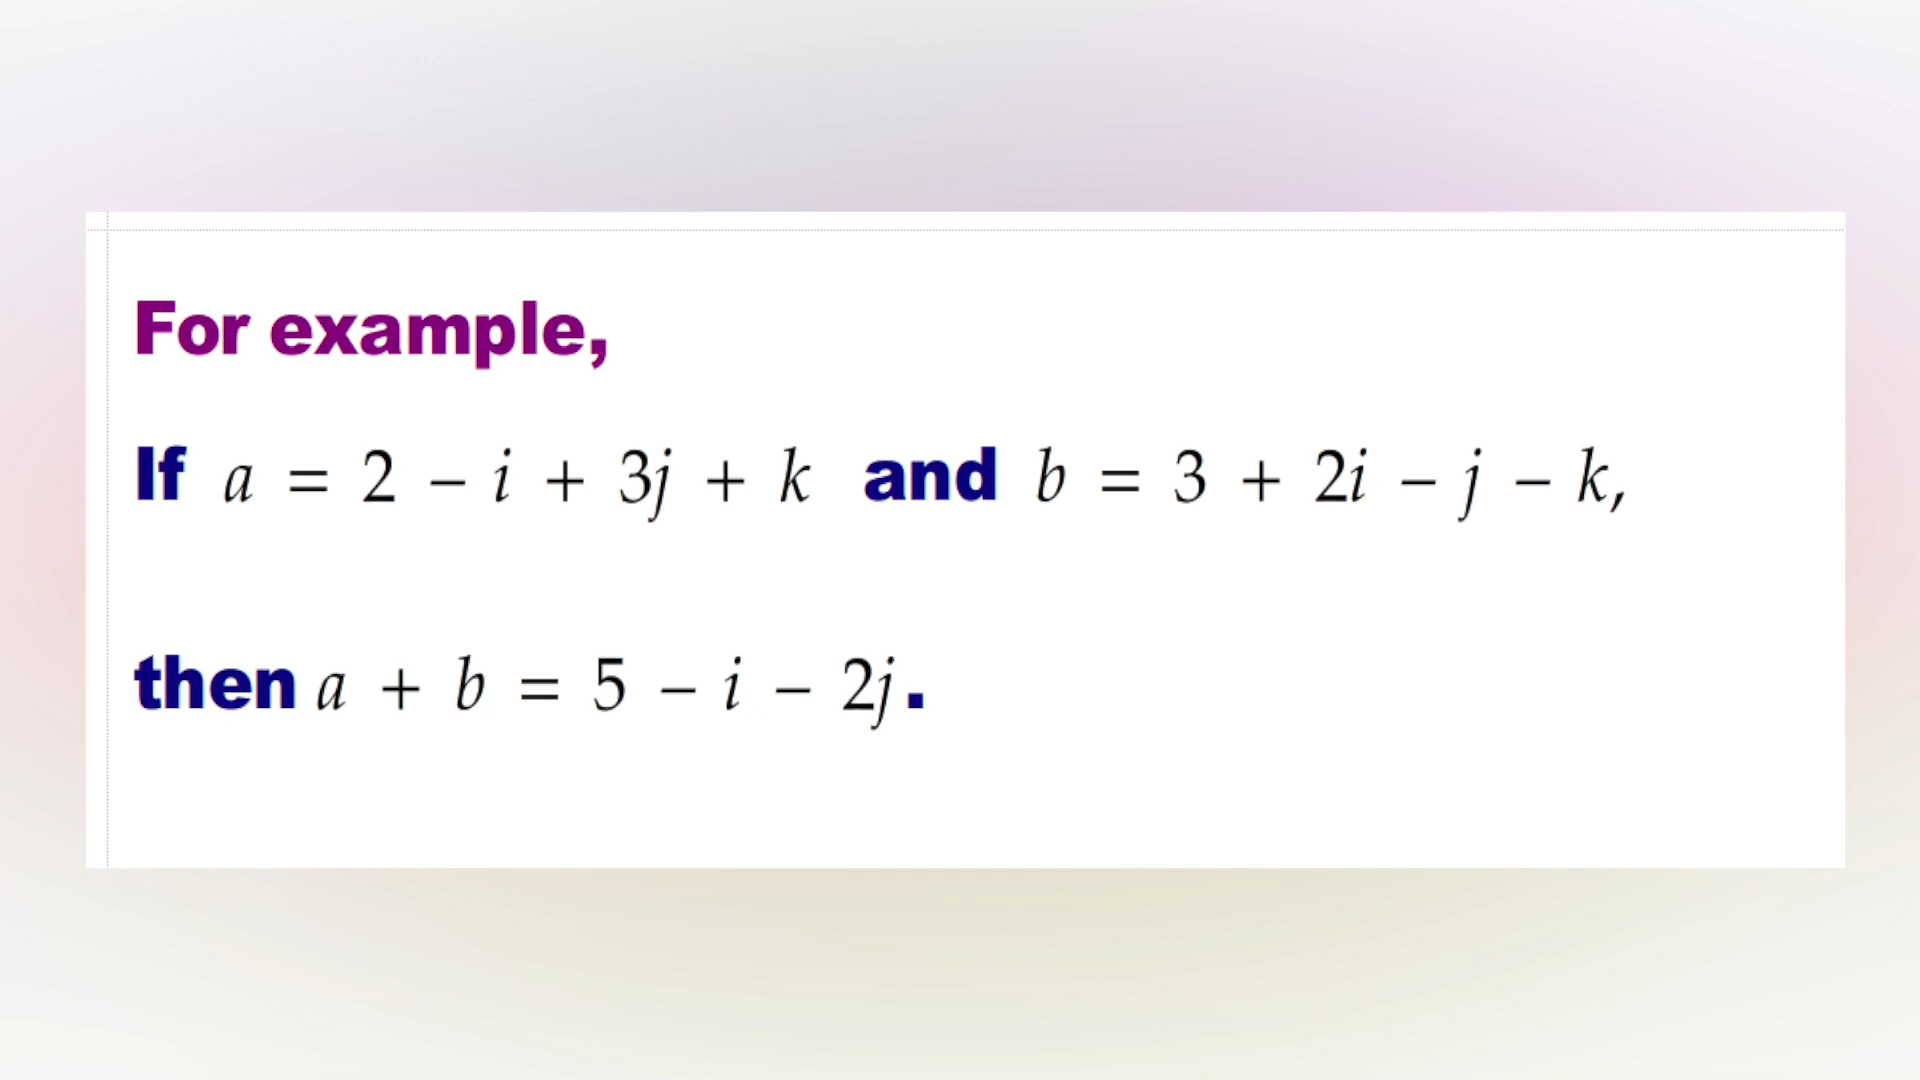 For example,
If a = 2 – i + 3j + k and b = 3 + 2i – j – k,
then a + b = 5 – i – 2j.